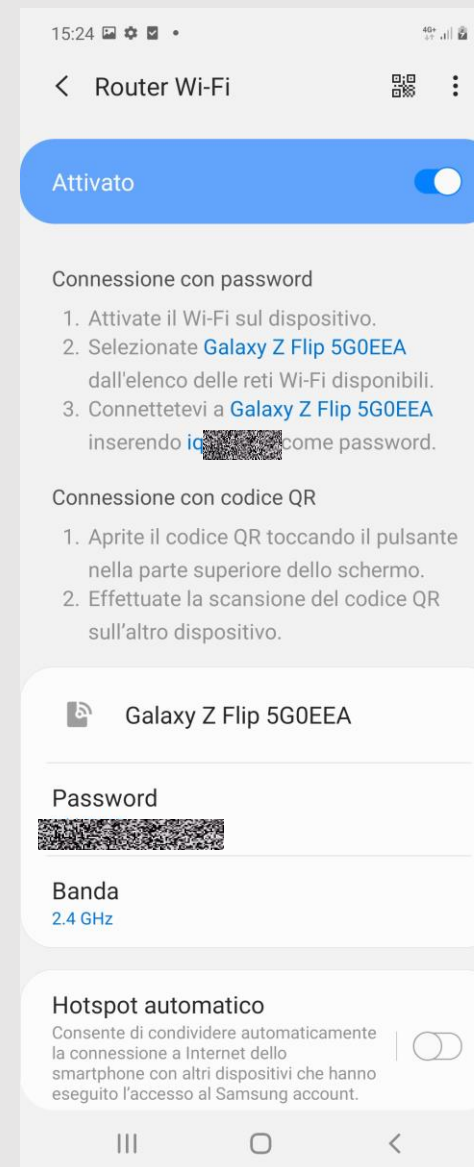 15:24
4G+
Router Wi-Fi
Attivato
Connessione con password
1. Attivate il Wi-Fi sul dispositivo.
2. Selezionate Galaxy Z Flip 5G0EEA
dall'elenco delle reti Wi-Fi disponibili.
3. Connettetevi a Galaxy Z Flip 5G0EEA
inserendo iq come password.
Connessione con codice QR
1. Aprite il codice QR toccando il pulsante
nella parte superiore dello schermo.
2. Effettuate la scansione del codice QR
sull'altro dispositivo.
Galaxy Z Flip 5G0EEA
Password
Banda
2.4 GHz
Hotspot automatico
Consente di condividere automaticamente
la connessione a Internet dello
smartphone con altri dispositivi che hanno
eseguito l'accesso al Samsung account.